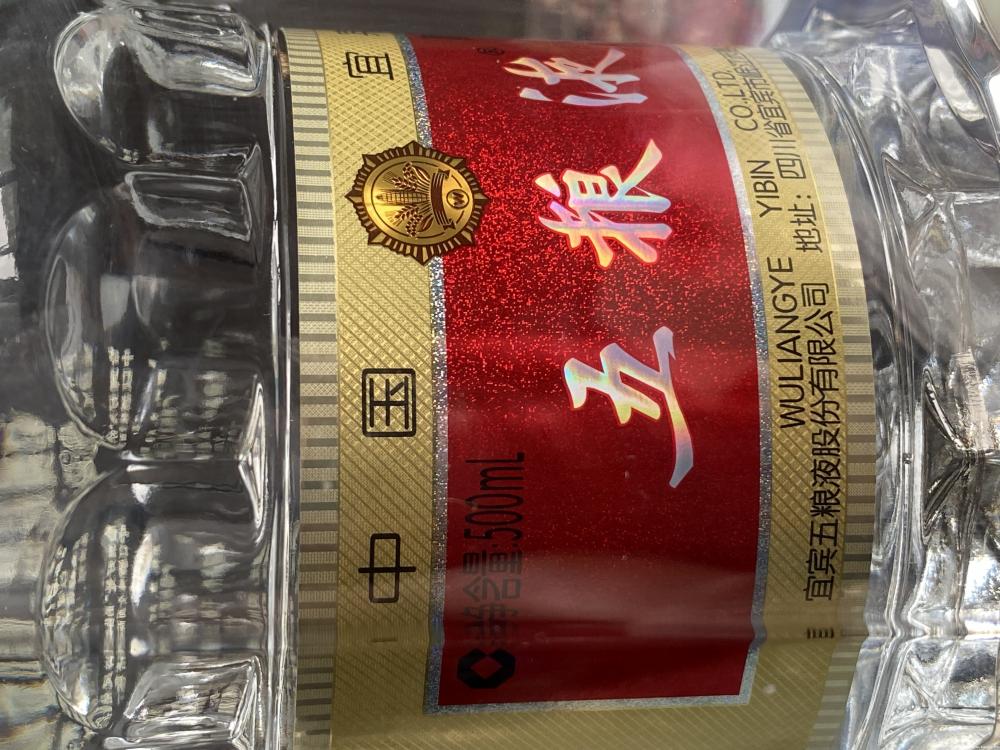 中国 宜
净含量:500mL
五粮液
®
WULIANGYE YIBIN CO.,LTD.
宜宾五粮液股份有限公司 地址：四川省宜宾市